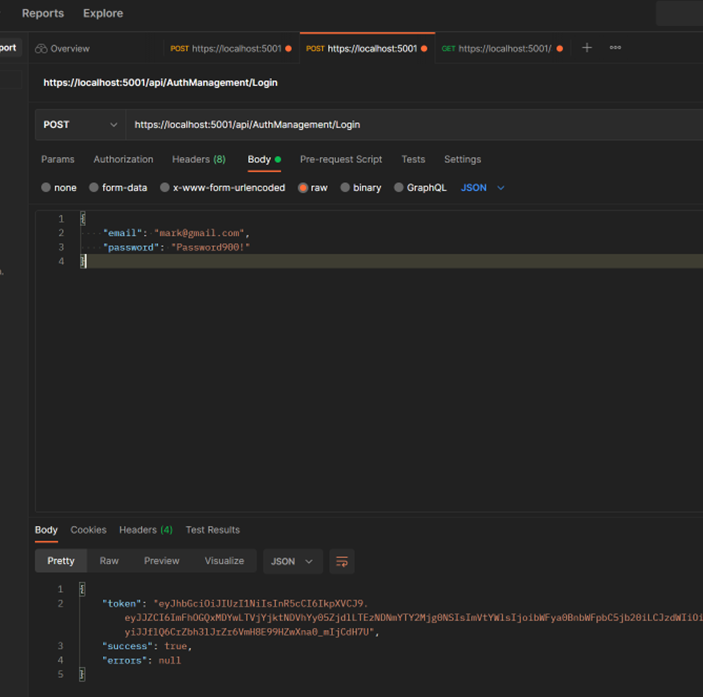 Reports Explore
port
Overview POST https://localhost:5001 POST https://localhost:5001 GET https://localhost:5001/ + ooo
https://localhost:5001/api/AuthManagement/Login
POST https://localhost:5001/api/AuthManagement/Login
Params Authorization Headers (8) Body Pre-request Script Tests Settings
none form-data x-www-form-urlencoded raw binary GraphQL JSON
1 {
2 "email": "mark@gmail.com",
3 "password": "Password900!"
4 }
Body Cookies Headers (4) Test Results
Pretty Raw Preview Visualize JSON
1 {
2 "token": "eyJhbGciOiJIUzI1NiIsInR5cCI6IkpXVCJ9.
3 "success": true,
4 "errors": null
5 }